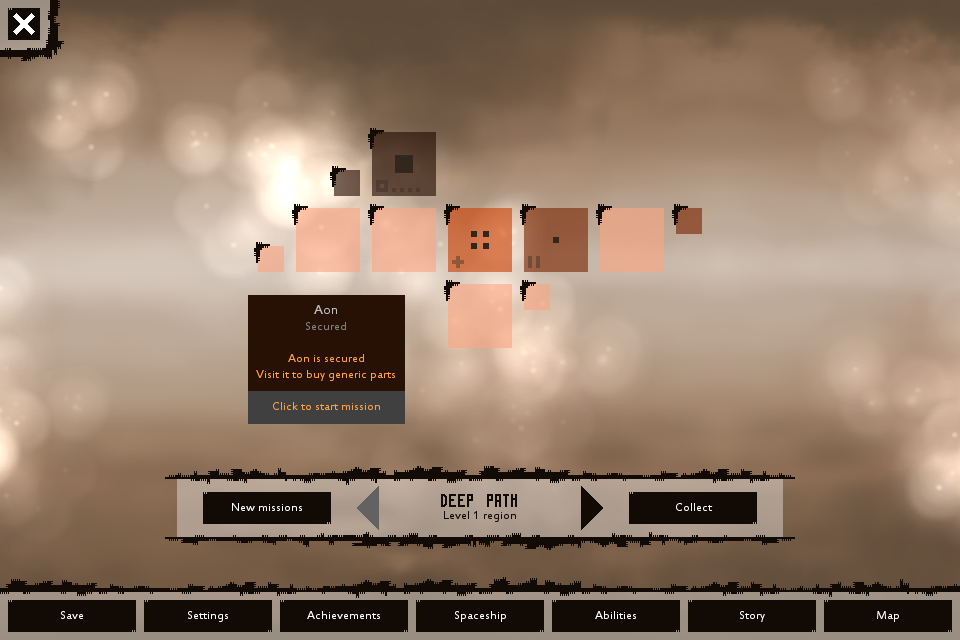 Aon
Secured
Aon is secured
Visit it to buy generic parts
Click to start mission
New missions
DEEP PATH
Level 1 region
Collect
Save
Settings
Achievements
Spaceship
Abilities
Story
Map